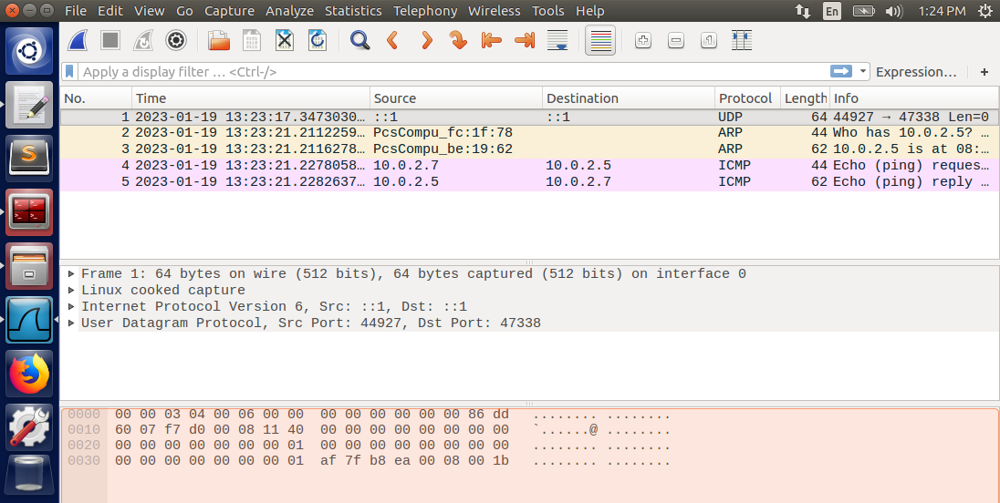 File Edit View Go Capture Analyze Statistics Telephony Wireless Tools Help En 1:24 PM
Apply a display filter … <Ctrl-/> Expression… +
No. Time Source Destination Protocol Length Info
1 2023-01-19 13:23:17.3473030… ::1 ::1 UDP 64 44927 → 47338 Len=0
2 2023-01-19 13:23:21.2112259… PcsCompu_fc:1f:78 ARP 44 Who has 10.0.2.5? …
3 2023-01-19 13:23:21.2116278… PcsCompu_be:19:62 ARP 62 10.0.2.5 is at 08:…
4 2023-01-19 13:23:21.2278058… 10.0.2.7 10.0.2.5 ICMP 44 Echo (ping) reques…
5 2023-01-19 13:23:21.2282637… 10.0.2.5 10.0.2.7 ICMP 62 Echo (ping) reply …
Frame 1: 64 bytes on wire (512 bits), 64 bytes captured (512 bits) on interface 0
Linux cooked capture
Internet Protocol Version 6, Src: ::1, Dst: ::1
User Datagram Protocol, Src Port: 44927, Dst Port: 47338
0000 00 00 03 04 00 06 00 00 00 00 00 00 00 00 86 dd ........ ........
0010 60 07 f7 d0 00 08 11 40 00 00 00 00 00 00 00 00 `......@ ........
0020 00 00 00 00 00 00 00 01 00 00 00 00 00 00 00 00 ........ ........
0030 00 00 00 00 00 00 00 01 af 7f b8 ea 00 08 00 1b ........ ........